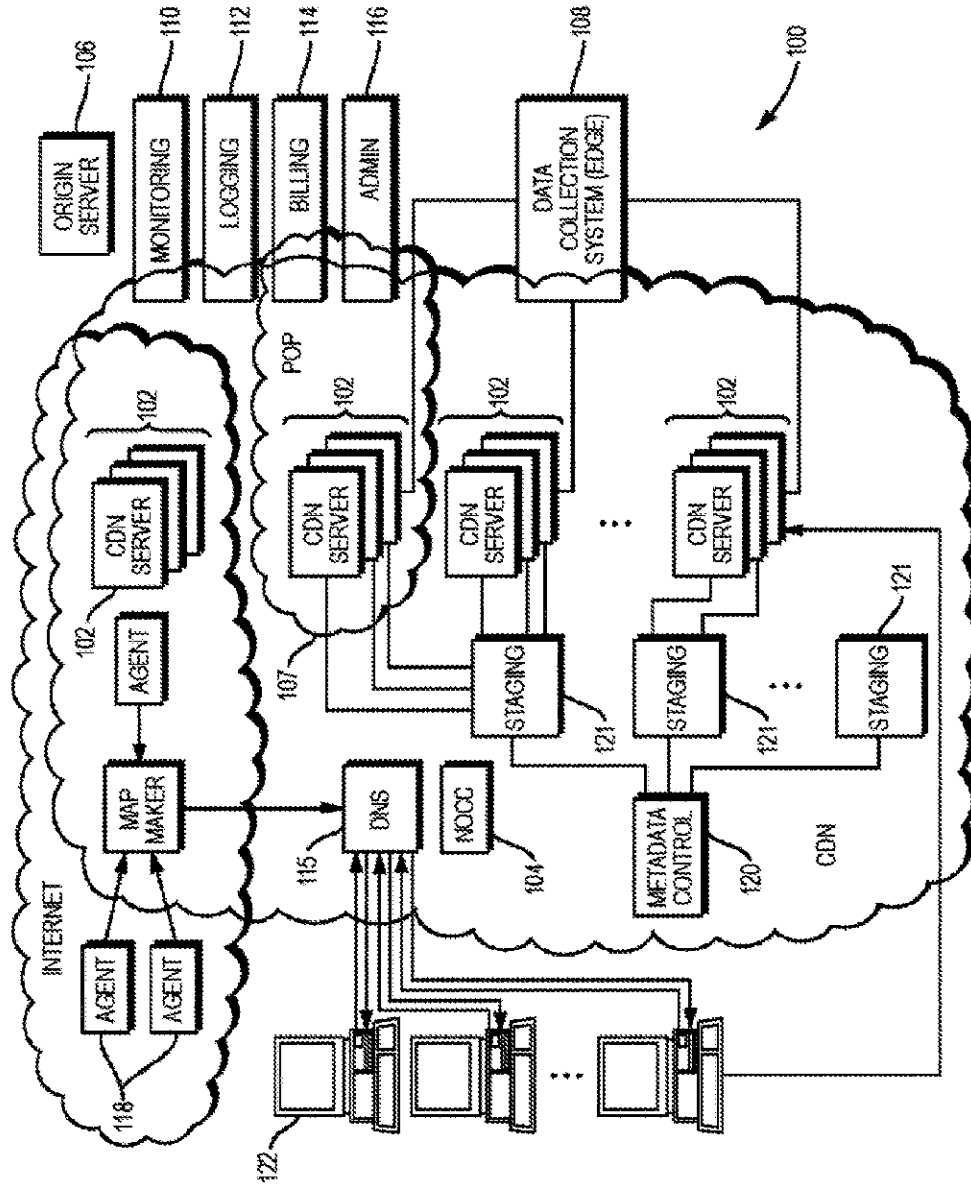 INTERNET
118
AGENT
AGENT
MAP
MAKER
AGENT
102
CDN
SERVER
102
ORIGIN
SERVER
106
MONITORING
110
LOGGING
112
BILLING
114
ADMIN
116
122
115
DNS
NOCC
104
107
CDN
SERVER
102
POP
CDN
SERVER
102
...
CDN
SERVER
102
DATA
COLLECTION
SYSTEM (EDGE)
108
STAGING
121
STAGING
121
...
STAGING
121
METADATA
CONTROL
120
CDN
...
100